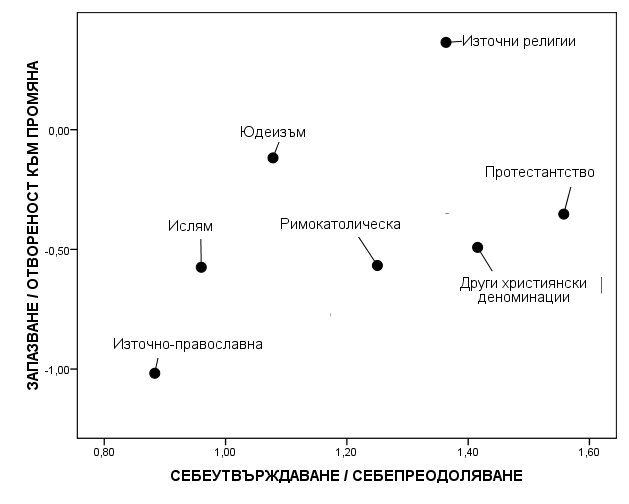 Източни религии
0,00
Юдеизъм
Протестантство
Ислям
Римокатолическа
-0,50
Други християнски
деноминации
Източно-православна
-1,00
0,80
1,00
1,20
1,40
1,60
СЕБЕУТВЪРЖДАВАНЕ / СЕБЕПРЕОДОЛЯВАНЕ
ЗАПАЗВАНЕ / ОТВОРЕНОСТ КЪМ ПРОМЯНА